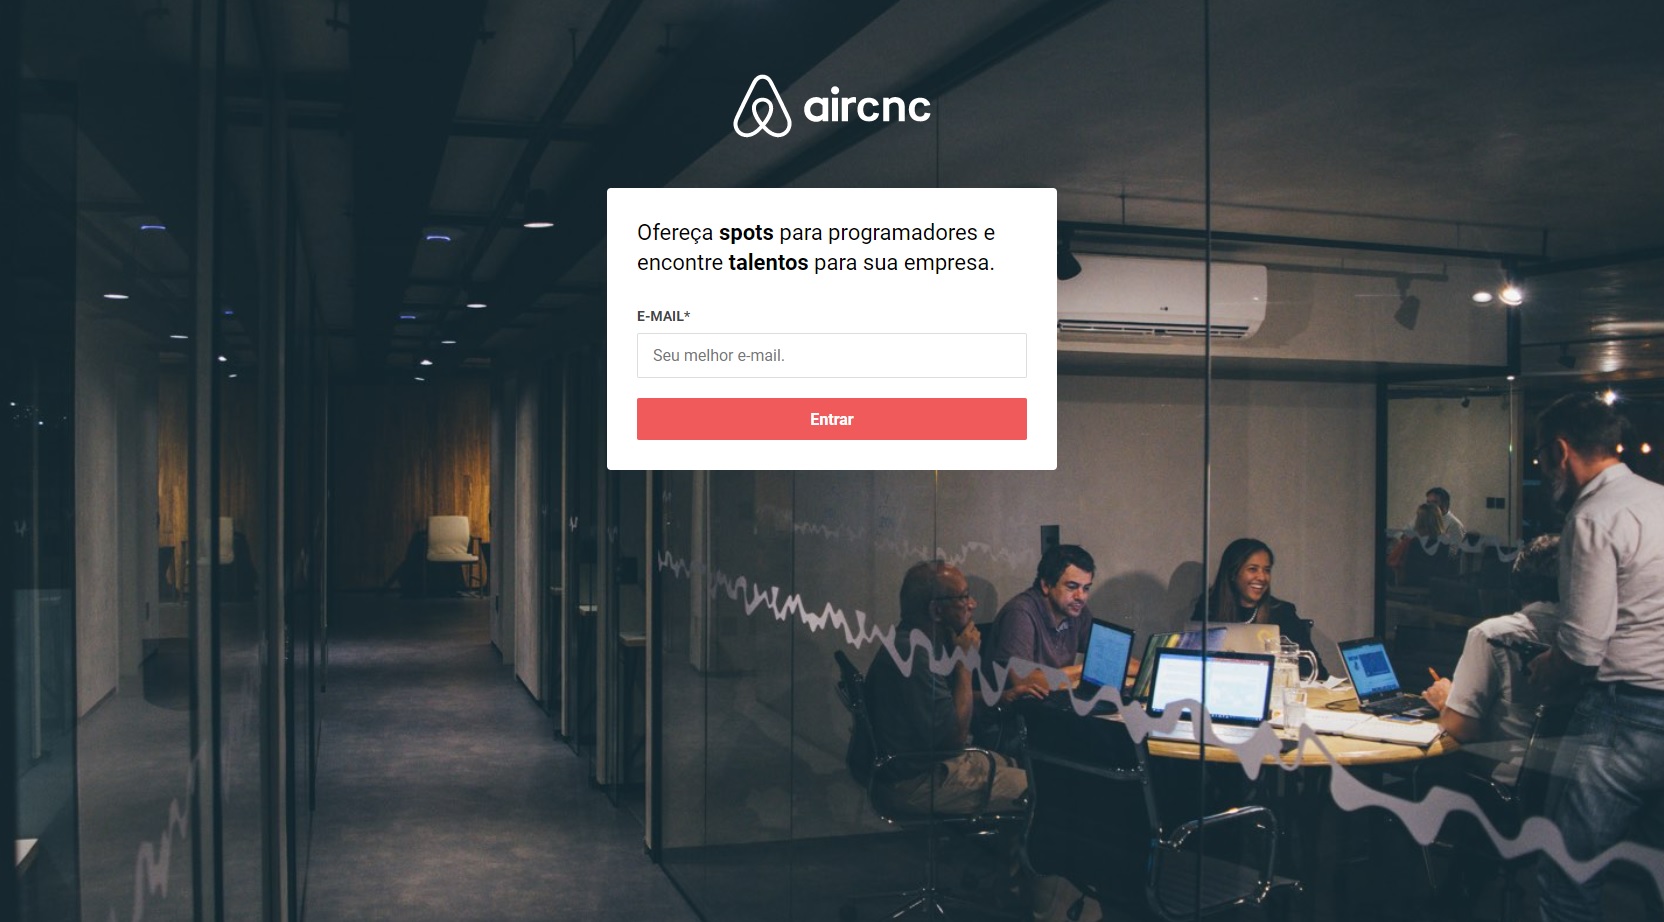 aircnc
Ofereça spots para programadores e
encontre talentos para sua empresa.
E-MAIL*
Seu melhor e-mail.
Entrar